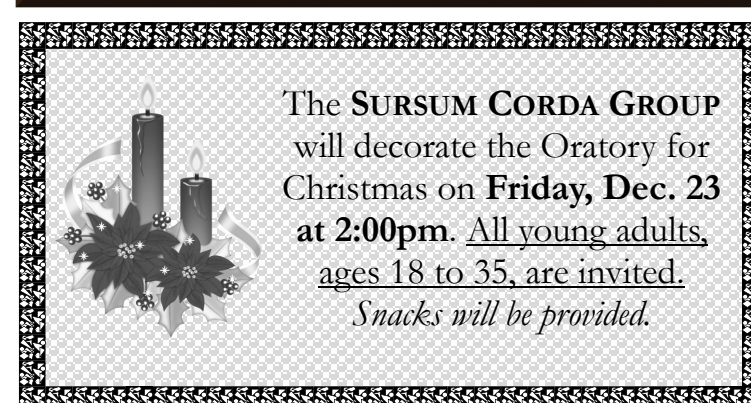 The SURSUM CORDA GROUP
will decorate the Oratory for
Christmas on Friday, Dec. 23
at 2:00pm. All young adults,
ages 18 to 35, are invited.
Snacks will be provided.